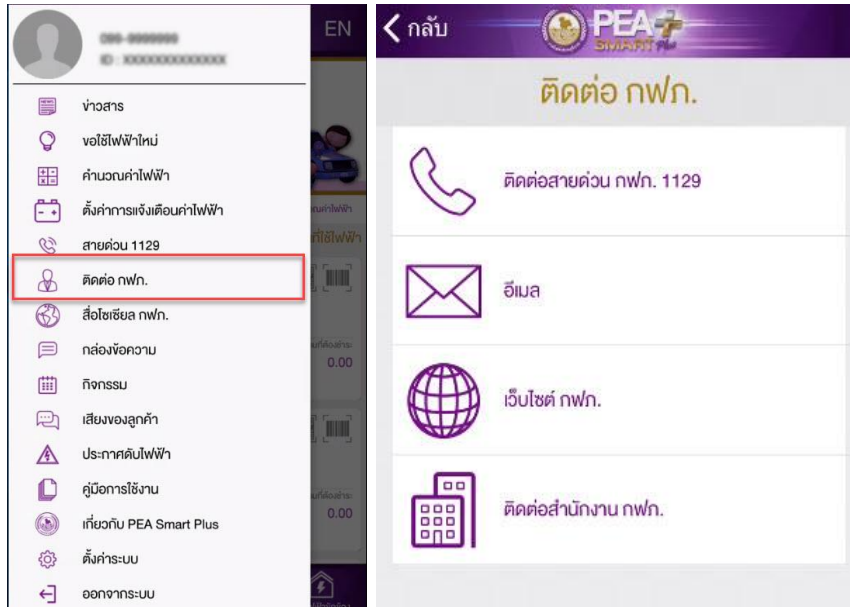 EN
ข่าวสาร
ขอใช้ไฟฟ้าใหม่
คำนวณค่าไฟฟ้า
ตั้งค่าการแจ้งเตือนค่าไฟฟ้า
สายด่วน 1129
ติดต่อ กฟภ.
สื่อโซเชียล กฟภ.
กล่องข้อความ
กิจกรรม
เสียงของลูกค้า
ประกาศดับไฟฟ้า
คู่มือการใช้งาน
เกี่ยวกับ PEA Smart Plus
ตั้งค่าระบบ
ออกจากระบบ
0.00
0.00
กลับ
PEA
SMART Plus
ติดต่อ กฟภ.
ติดต่อสายด่วน กฟภ. 1129
อีเมล
เว็บไซต์ กฟภ.
ติดต่อสำนักงาน กฟภ.